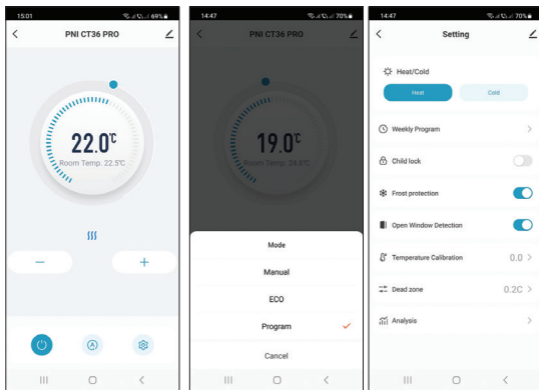 15:01
69%
PNI CT36 PRO
22.0℃
Room Temp. 22.5℃
14:47
70%
PNI CT36 PRO
19.0℃
Room Temp. 24.5℃
Mode
Manual
ECO
Program
Cancel
14:47
70%
Setting
Heat/Cold
Heat
Cold
Weekly Program
Child lock
Frost protection
Open Window Detection
Temperature Calibration
0.0
Dead zone
0.2C
Analysis